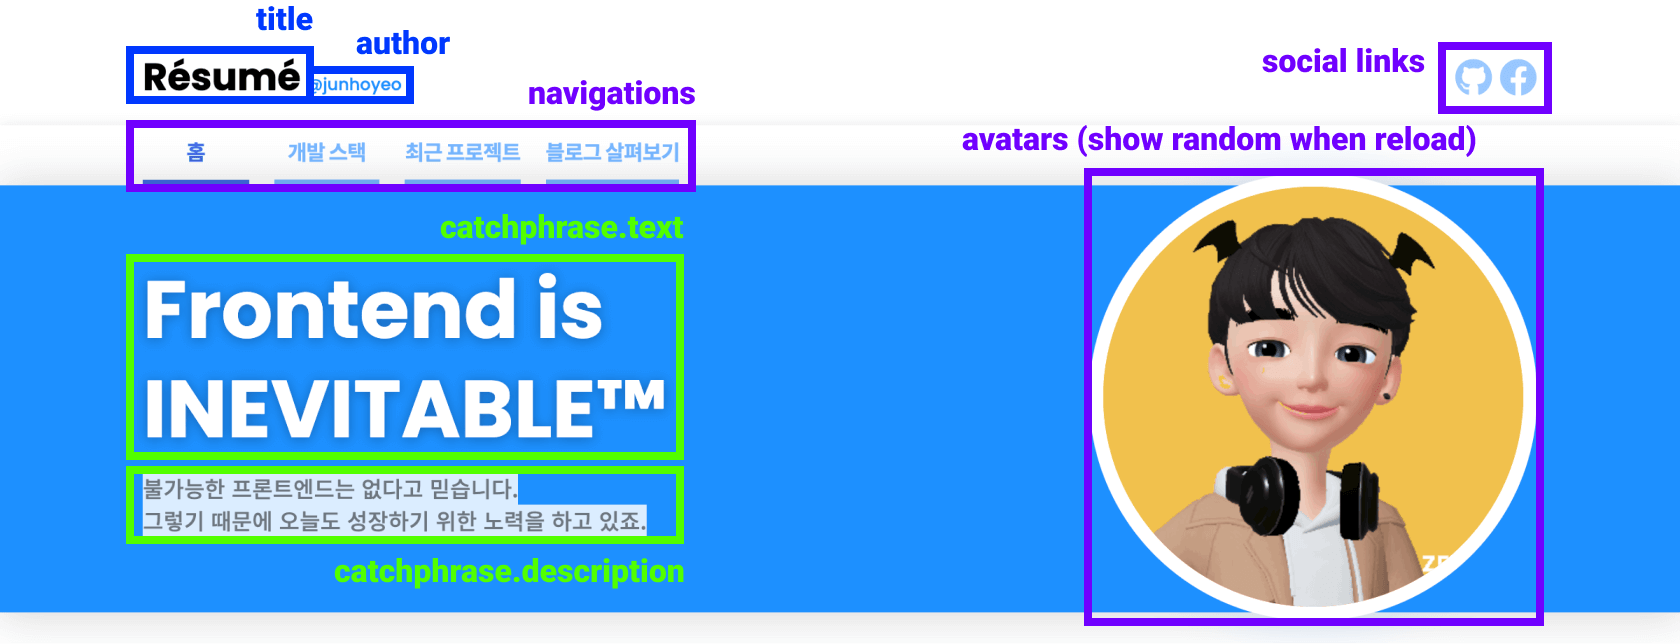 title
author
Résumé @junhoyeo
social links
navigations
홈 개발 스택 최근 프로젝트 블로그 살펴보기
avatars (show random when reload)
catchphrase.text
Frontend is
INEVITABLE™
불가능한 프론트엔드는 없다고 믿습니다.
그렇기 때문에 오늘도 성장하기 위한 노력을 하고 있죠.
catchphrase.description